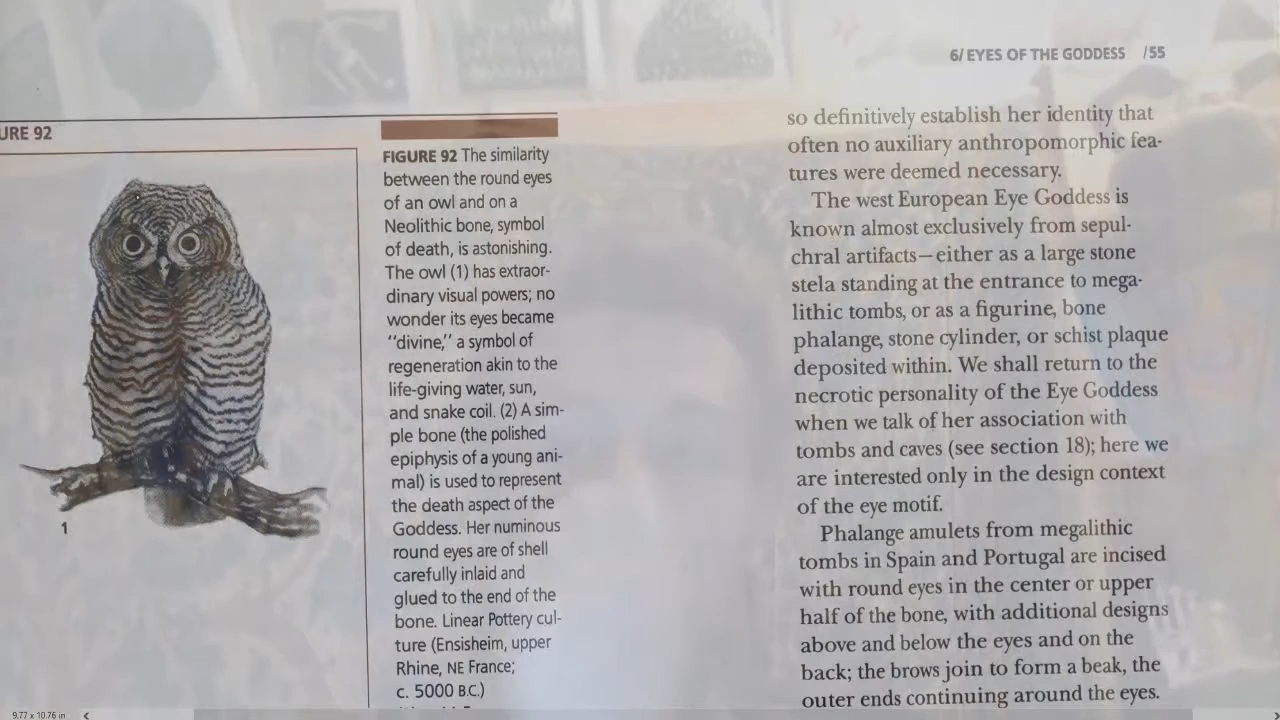 6/ EYES OF THE GODDESS /55
URE 92
FIGURE 92 The similarity
between the round eyes
of an owl and on a
Neolithic bone, symbol
of death, is astonishing.
The owl (1) has extraor-
dinary visual powers; no
wonder its eyes became
"divine," a symbol of
regeneration akin to the
life-giving water, sun,
and snake coil. (2) A sim-
ple bone (the polished
epiphysis of a young ani-
mal) is used to represent
the death aspect of the
Goddess. Her numinous
round eyes are of shell
carefully inlaid and
glued to the end of the
bone. Linear Pottery cul-
ture (Ensisheim, upper
Rhine, NE France;
c. 5000 B.C.)
1
so definitively establish her identity that
often no auxiliary anthropomorphic fea-
tures were deemed necessary.
The west European Eye Goddess is
known almost exclusively from sepul-
chral artifacts—either as a large stone
stela standing at the entrance to mega-
lithic tombs, or as a figurine, bone
phalange, stone cylinder, or schist plaque
deposited within. We shall return to the
necrotic personality of the Eye Goddess
when we talk of her association with
tombs and caves (see section 18); here we
are interested only in the design context
of the eye motif.
Phalange amulets from megalithic
tombs in Spain and Portugal are incised
with round eyes in the center or upper
half of the bone, with additional designs
above and below the eyes and on the
back; the brows join to form a beak, the
outer ends continuing around the eyes.
9.77 x 10.76 in